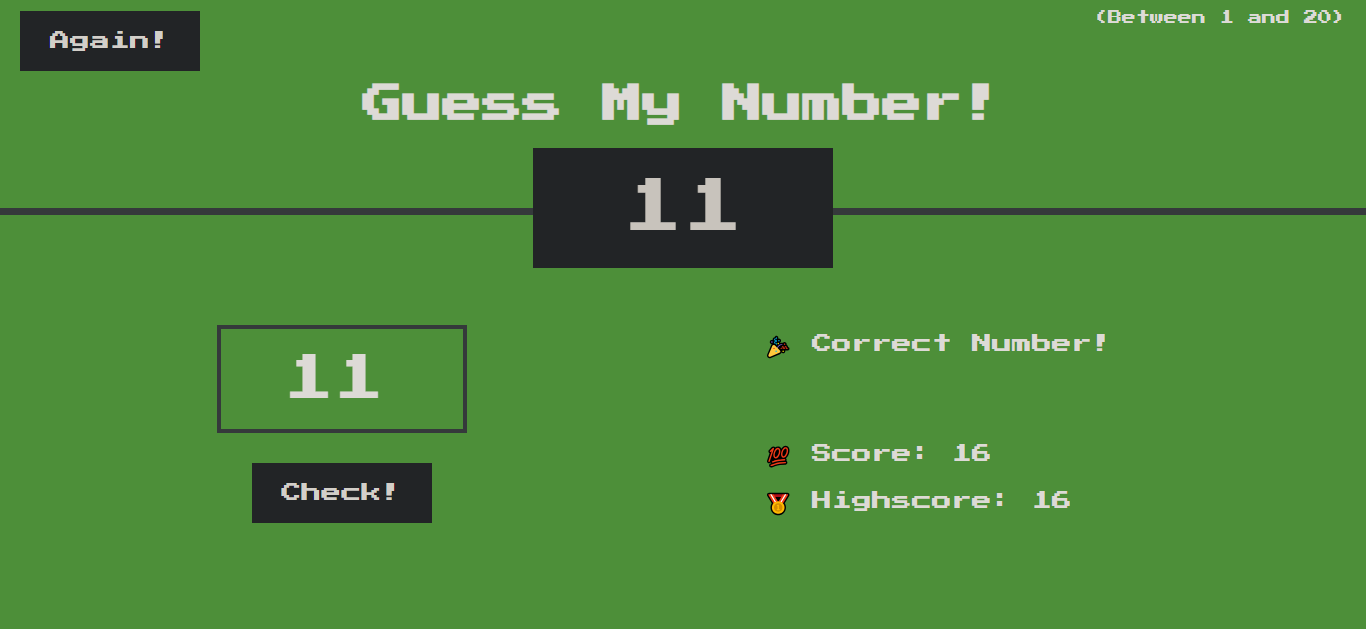 Again!
(Between 1 and 20)
Guess My Number!
11
11
Check!
🎉 Correct Number!
💯 Score: 16
🥇 Highscore: 16